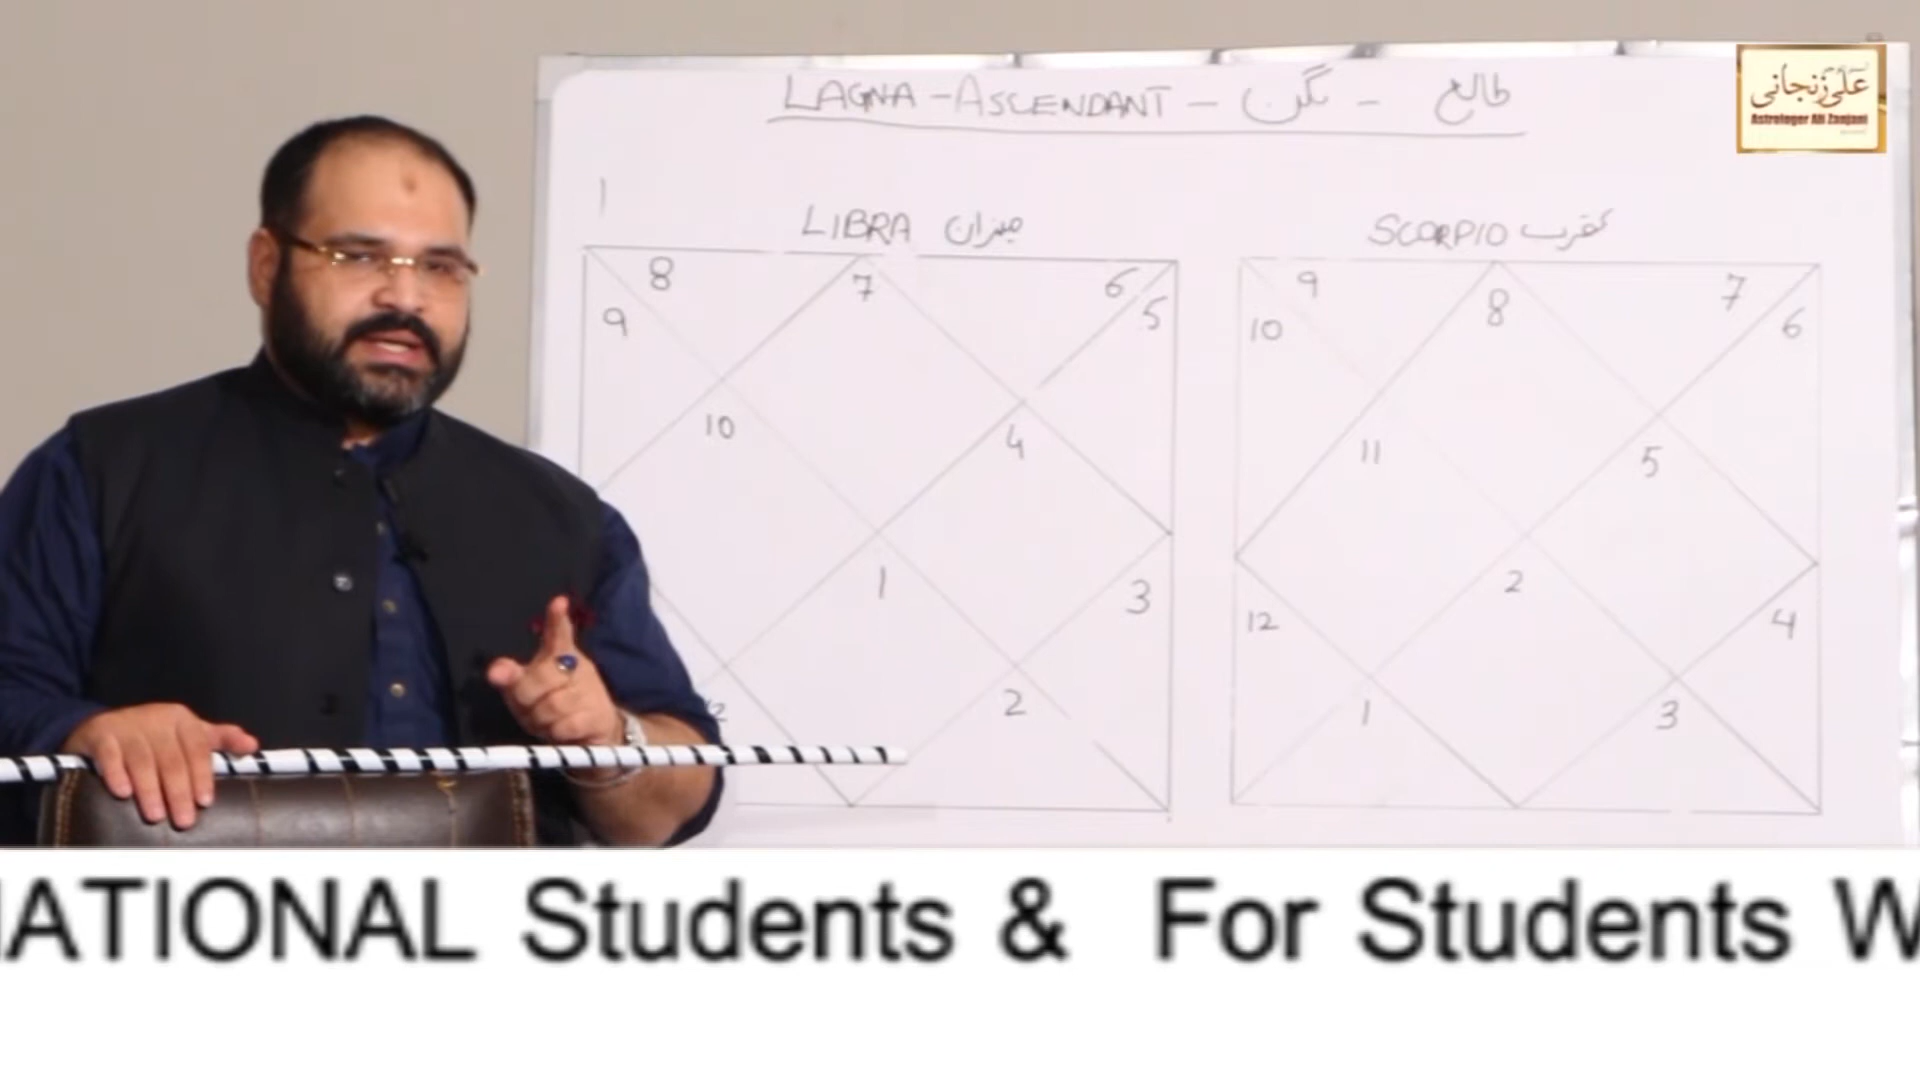 LAGNA - ASCENDANT - لگن - طالع
علی زنجانی
Astrologer Ali Zanjani
1
LIBRA میزان
8 7 6
9 5
10 4
1 3
2 2
SCORPIO عقرب
9 8 7
10 6
11 5
2
12 4
1 3
NATIONAL Students & For Students W